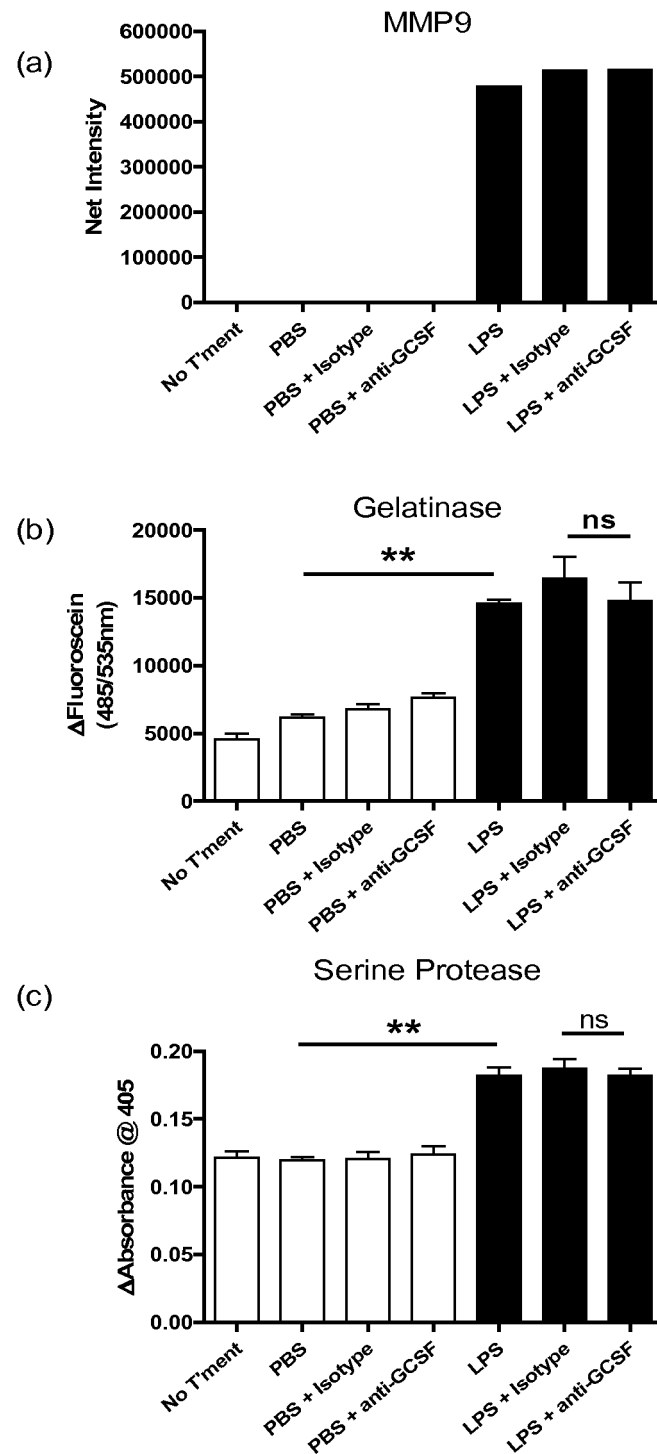 MMP9
(a)
600000
500000
400000
300000
200000
100000
0
Net Intensity
No T'ment
PBS
PBS + Isotype
PBS + anti-GCSF
LPS
LPS + Isotype
LPS + anti-GCSF
(b)
Gelatinase
ns
**
20000
15000
10000
5000
0
ΔFluoroscein
(485/535nm)
No T'ment
PBS
PBS + Isotype
PBS + anti-GCSF
LPS
LPS + Isotype
LPS + anti-GCSF
(c)
Serine Protease
ns
**
0.20
0.15
0.10
0.05
0.00
ΔAbsorbance @ 405
No T'ment
PBS
PBS + Isotype
PBS + anti-GCSF
LPS
LPS + Isotype
LPS + anti-GCSF